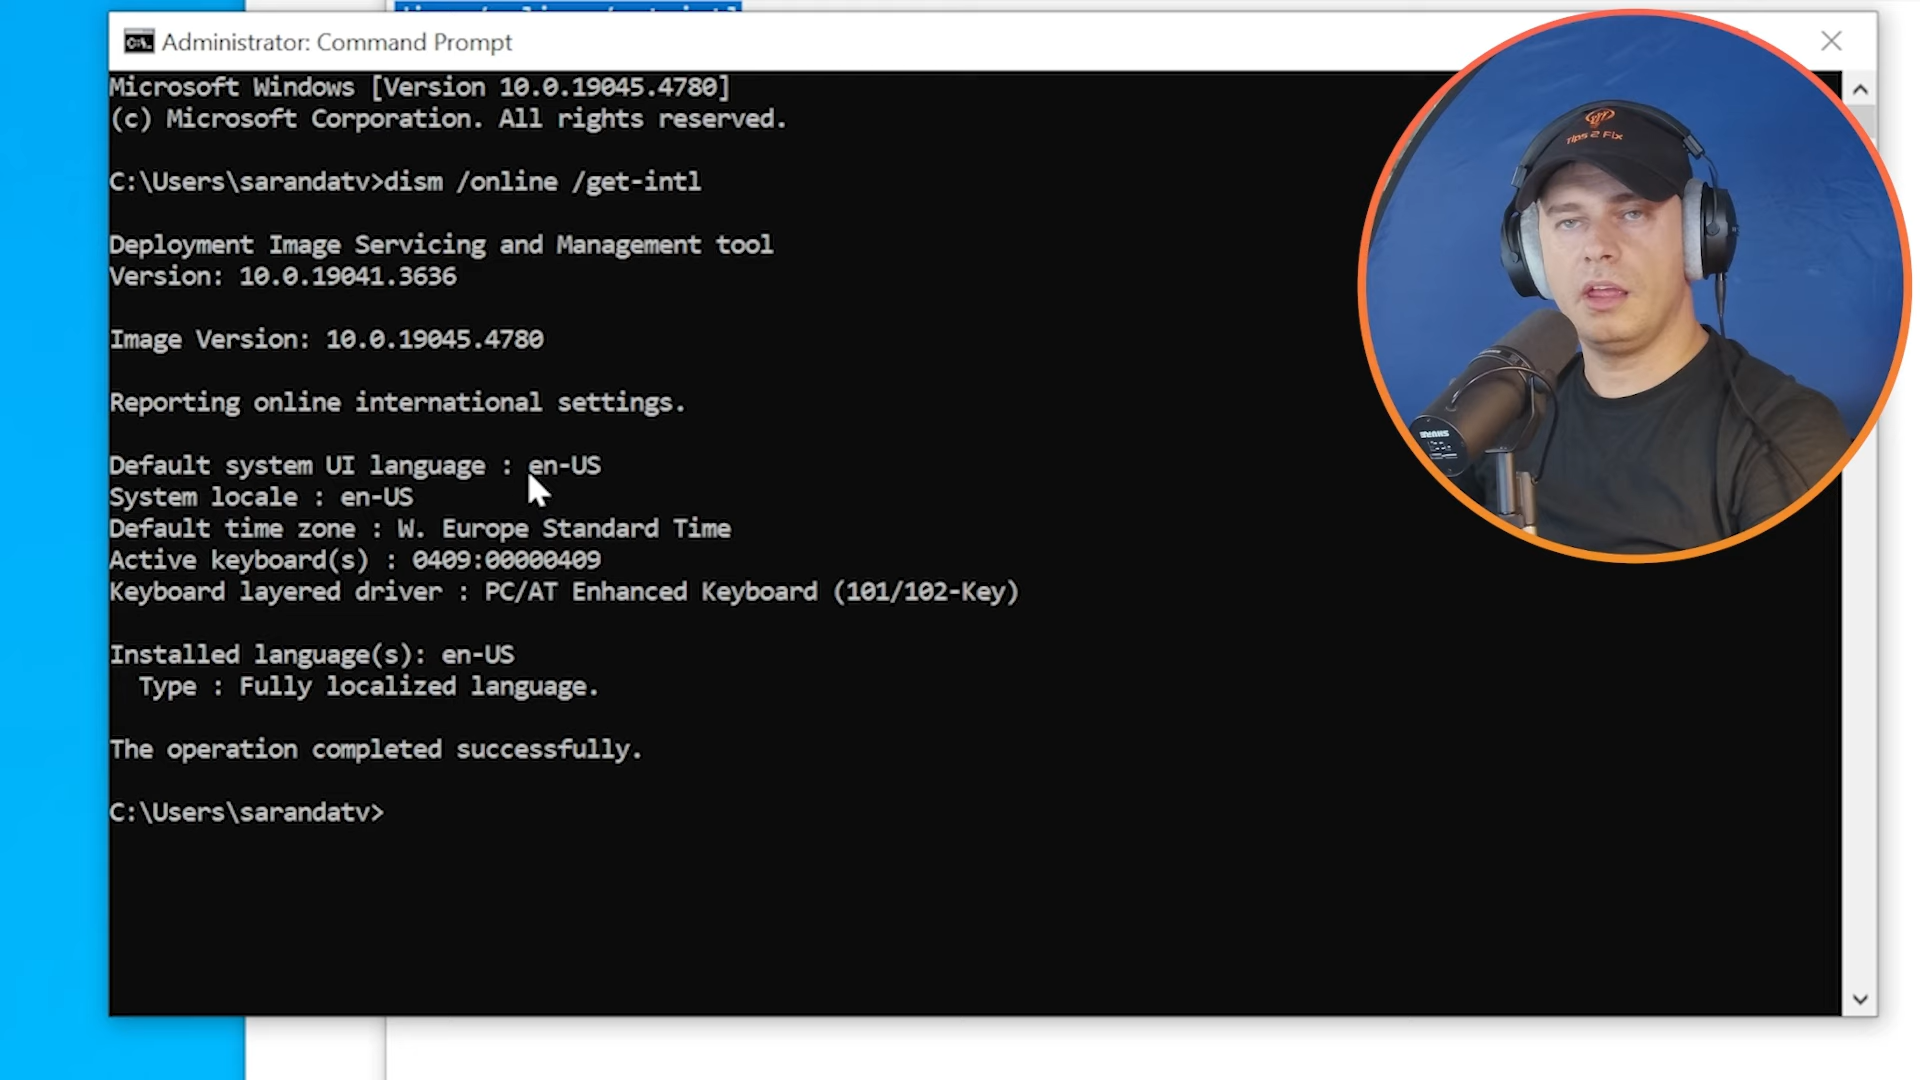 Administrator: Command Prompt
Microsoft Windows [Version 10.0.19045.4780]
(c) Microsoft Corporation. All rights reserved.
C:\Users\sarandatv>dism /online /get-intl
Deployment Image Servicing and Management tool
Version: 10.0.19041.3636
Image Version: 10.0.19045.4780
Reporting online international settings.
Default system UI language : en-US
System locale : en-US
Default time zone : W. Europe Standard Time
Active keyboard(s) : 0409:00000409
Keyboard layered driver : PC/AT Enhanced Keyboard (101/102-Key)
Installed language(s): en-US
Type : Fully localized language.
The operation completed successfully.
C:\Users\sarandatv>
Tips 2 Fix
SHURE